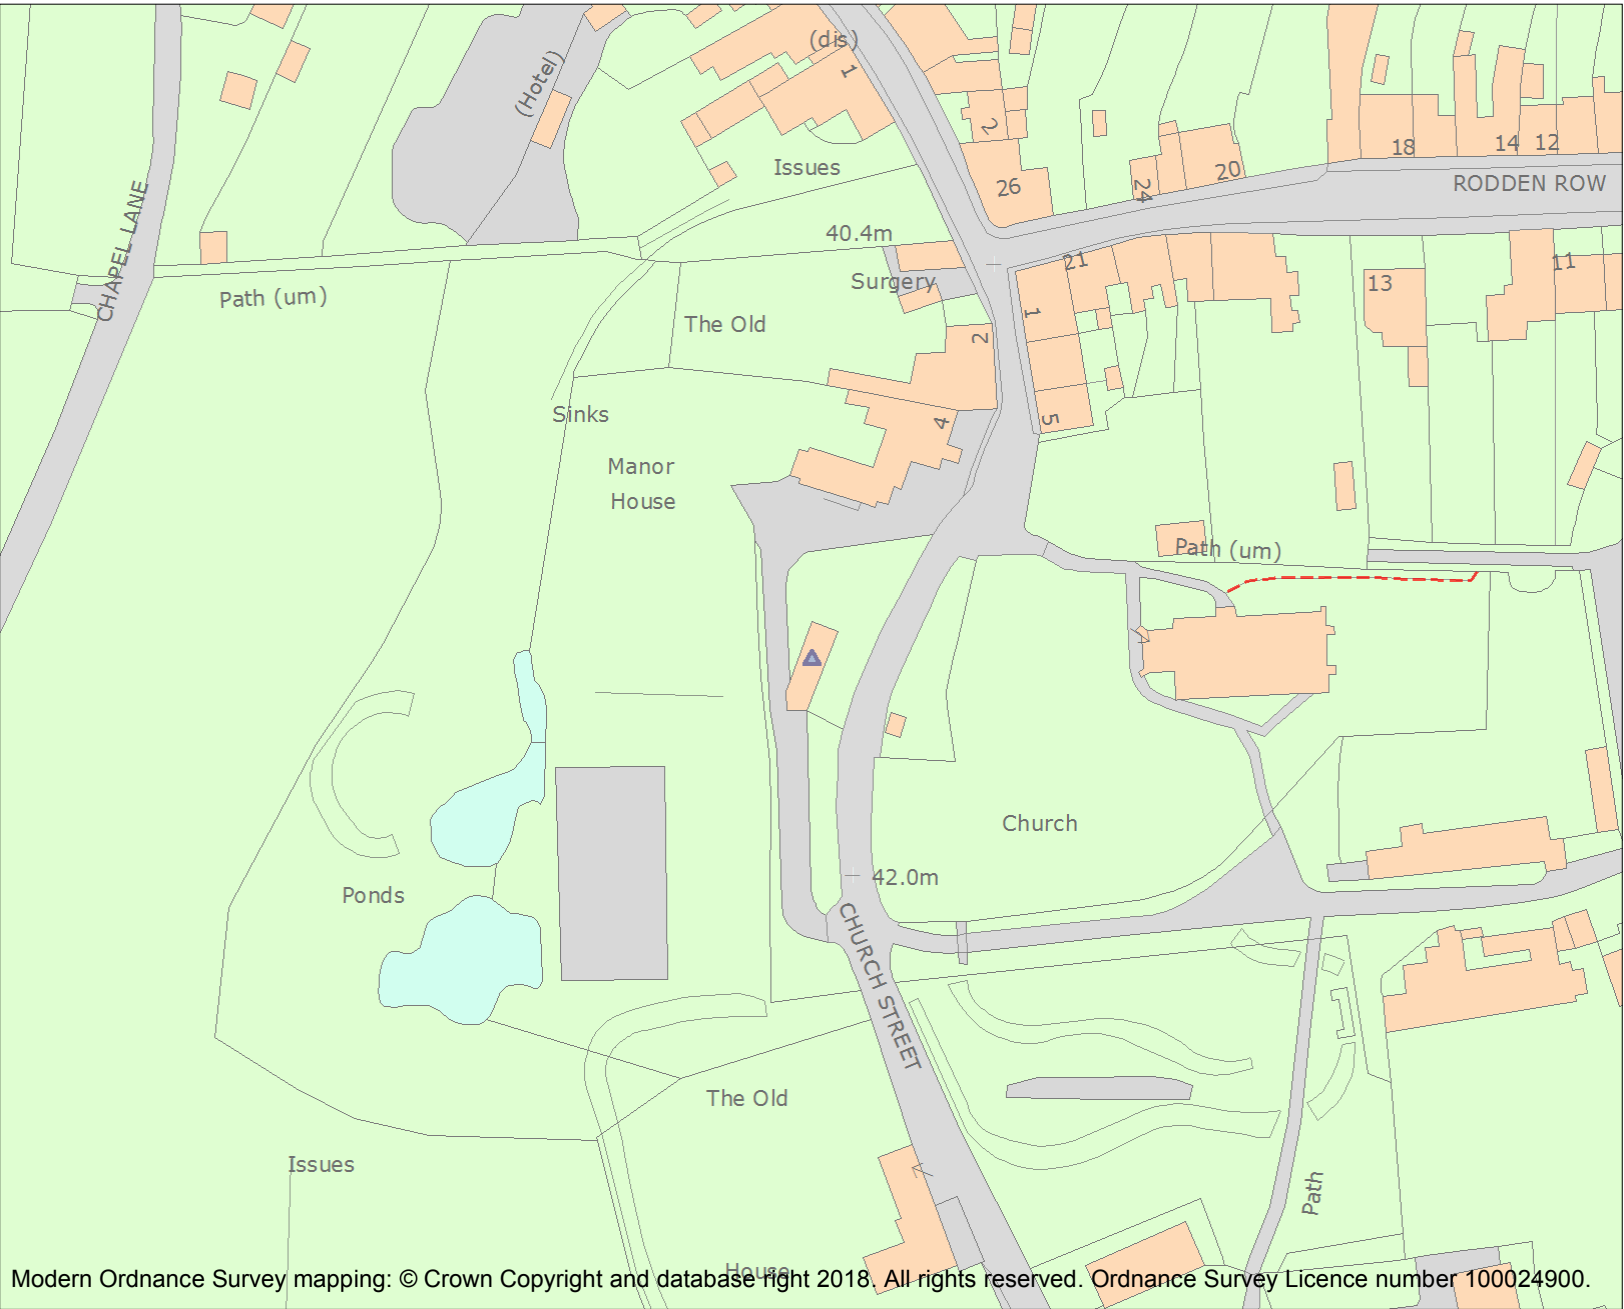 (dis)
1
(Hotel)
2
18
14
12
Issues
26
24
20
RODDEN ROW
CHAPEL LANE
40.4m
21
11
Surgery
13
Path (um)
1
The Old
2
Sinks
4
5
Manor
House
Path (um)
Church
42.0m
Ponds
CHURCH STREET
The Old
Issues
Path
House
Modern Ordnance Survey mapping: © Crown Copyright and database right 2018. All rights reserved. Ordnance Survey Licence number 100024900.